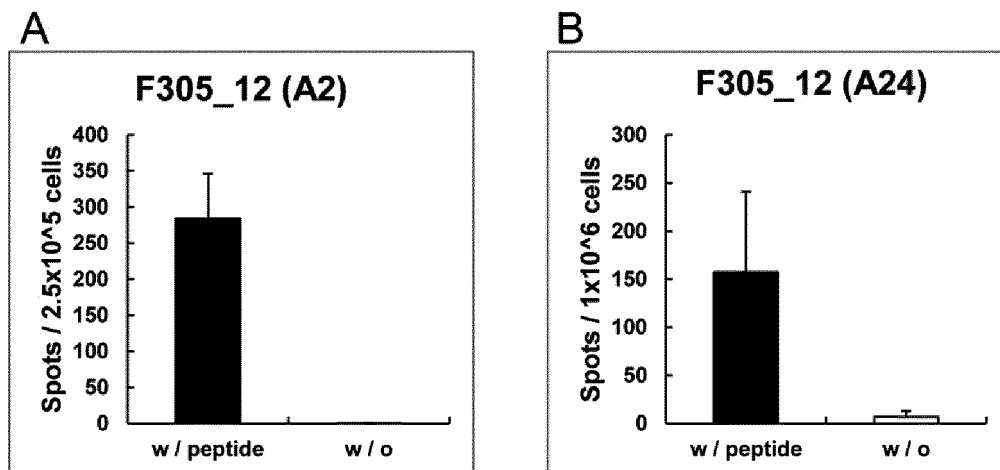 A
F305_12 (A2)
Spots / 2.5x10^5 cells
400
350
300
250
200
150
100
50
0
w / peptide
w / o
B
F305_12 (A24)
Spots / 1x10^6 cells
300
250
200
150
100
50
0
w / peptide
w / o